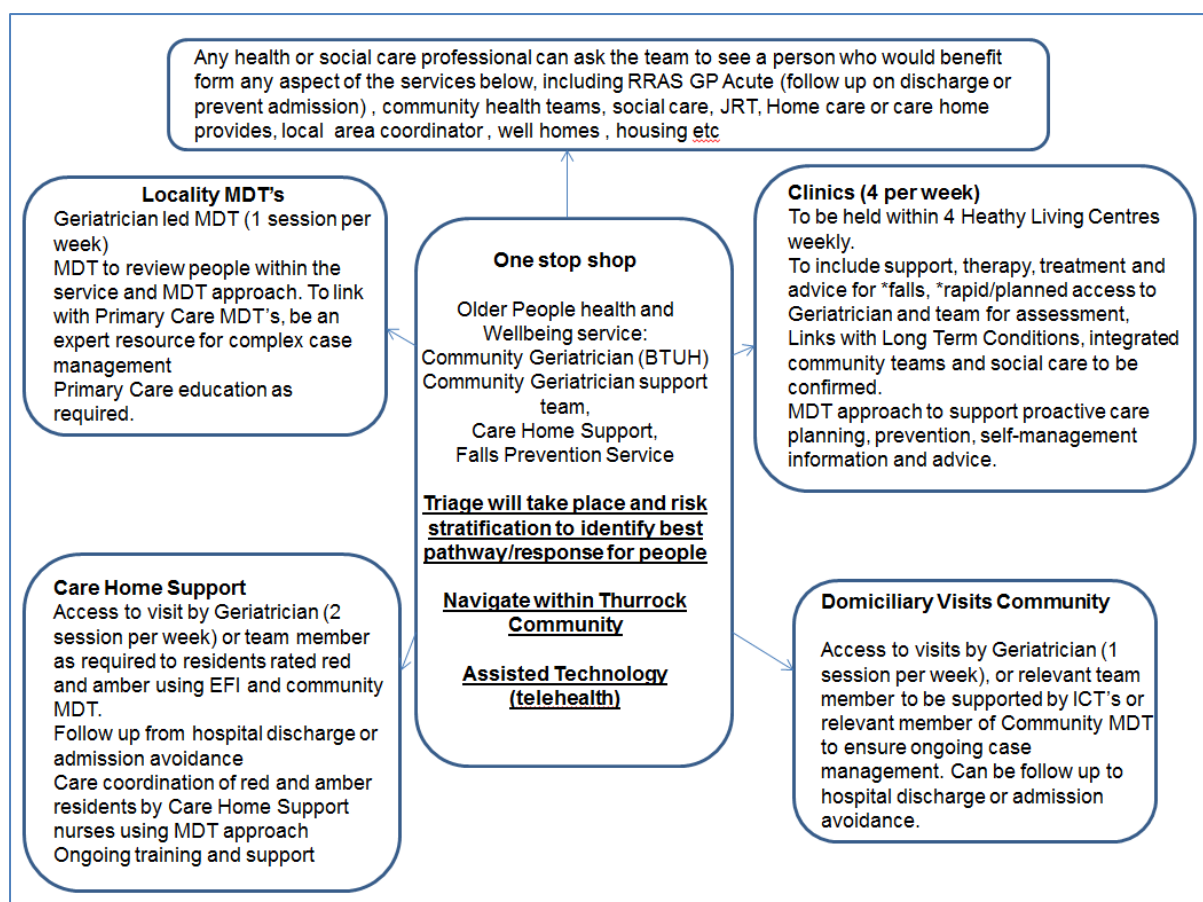 Any health or social care professional can ask the team to see a person who would benefit
form any aspect of the services below, including RRAS GP Acute (follow up on discharge or
prevent admission) , community health teams, social care, JRT, Home care or care home
provides, local area coordinator , well homes , housing etc
Locality MDT’s
Geriatrician led MDT (1 session per
week)
MDT to review people within the
service and MDT approach. To link
with Primary Care MDT’s, be an
expert resource for complex case
management
Primary Care education as
required.
One stop shop
Older People health and
Wellbeing service:
Community Geriatrician (BTUH)
Community Geriatrician support
team,
Care Home Support,
Falls Prevention Service
Triage will take place and risk
stratification to identify best
pathway/response for people
Navigate within Thurrock
Community
Assisted Technology
(telehealth)
Clinics (4 per week)
To be held within 4 Heathy Living Centres
weekly.
To include support, therapy, treatment and
advice for *falls, *rapid/planned access to
Geriatrician and team for assessment,
Links with Long Term Conditions, integrated
community teams and social care to be
confirmed.
MDT approach to support proactive care
planning, prevention, self-management
information and advice.
Care Home Support
Access to visit by Geriatrician (2
session per week) or team member
as required to residents rated red
and amber using EFI and community
MDT.
Follow up from hospital discharge or
admission avoidance
Care coordination of red and amber
residents by Care Home Support
nurses using MDT approach
Ongoing training and support
Domiciliary Visits Community
Access to visits by Geriatrician (1
session per week), or relevant team
member to be supported by ICT’s or
relevant member of Community MDT
to ensure ongoing case
management. Can be follow up to
hospital discharge or admission
avoidance.